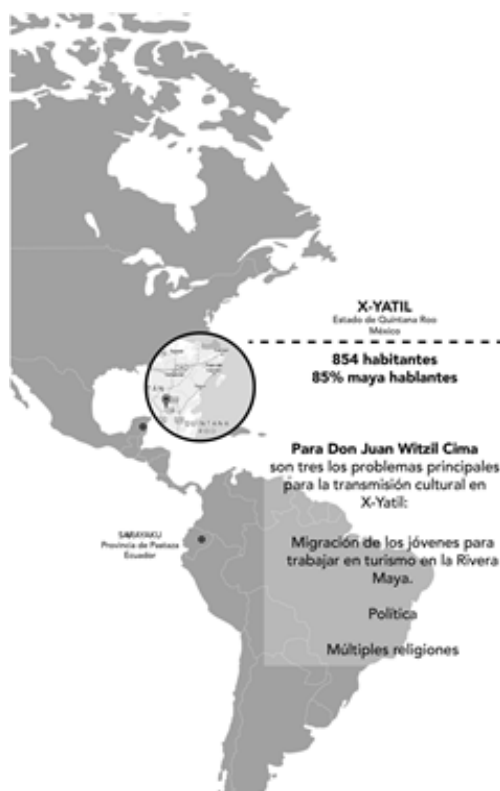 X-YATIL
Estado de Quintana Roo
México
854 habitantes
85% maya hablantes
QUINTANA
ROO
Para Don Juan Witzil Cima
son tres los problemas principales
para la transmisión cultural en
X-Yatil:
SARAYAKU
Provincia de Pastaza
Ecuador
Migración de los jóvenes para
trabajar en turismo en la Rivera
Maya.
Política
Múltiples religiones